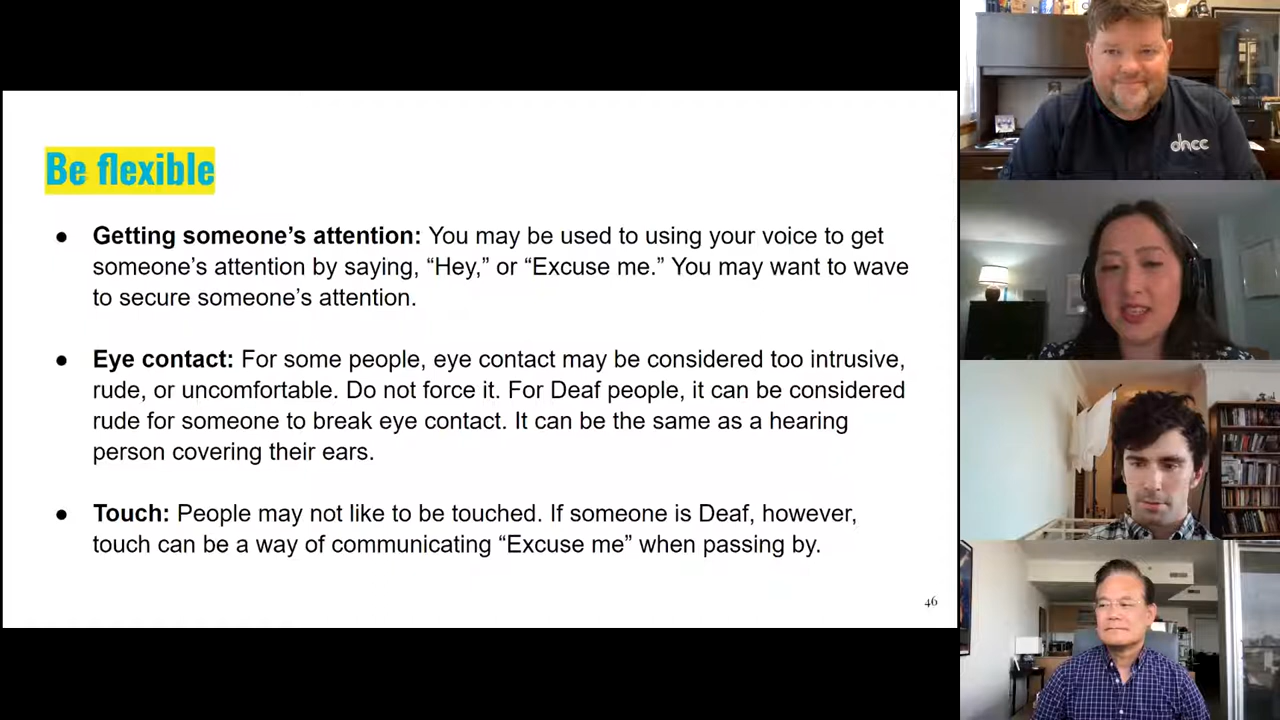 Be flexible
● Getting someone’s attention: You may be used to using your voice to get
someone’s attention by saying, “Hey,” or “Excuse me.” You may want to wave
to secure someone’s attention.
● Eye contact: For some people, eye contact may be considered too intrusive,
rude, or uncomfortable. Do not force it. For Deaf people, it can be considered
rude for someone to break eye contact. It can be the same as a hearing
person covering their ears.
● Touch: People may not like to be touched. If someone is Deaf, however,
touch can be a way of communicating “Excuse me” when passing by.
46
dhcc